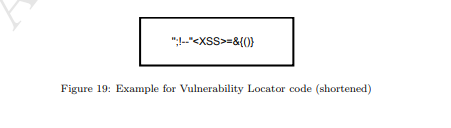 ";!--"<XSS>=&{()}
Figure 19: Example for Vulnerability Locator code (shortened)